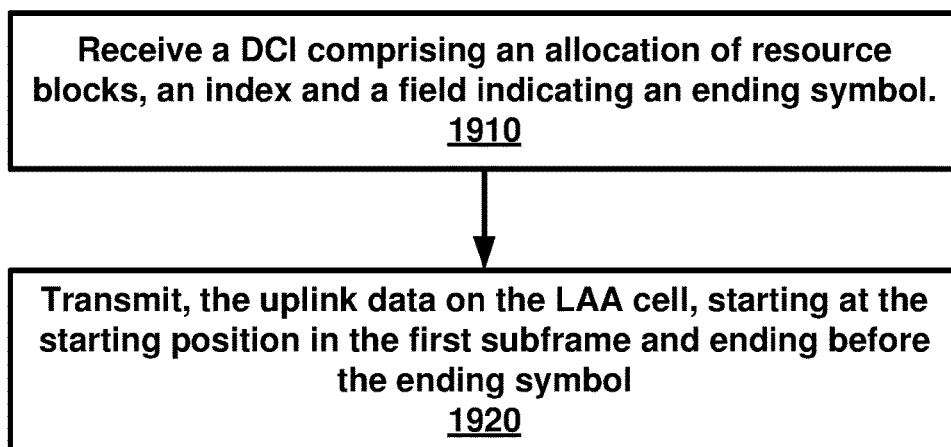 Receive a DCI comprising an allocation of resource
blocks, an index and a field indicating an ending symbol.
1910
Transmit, the uplink data on the LAA cell, starting at the
starting position in the first subframe and ending before
the ending symbol
1920